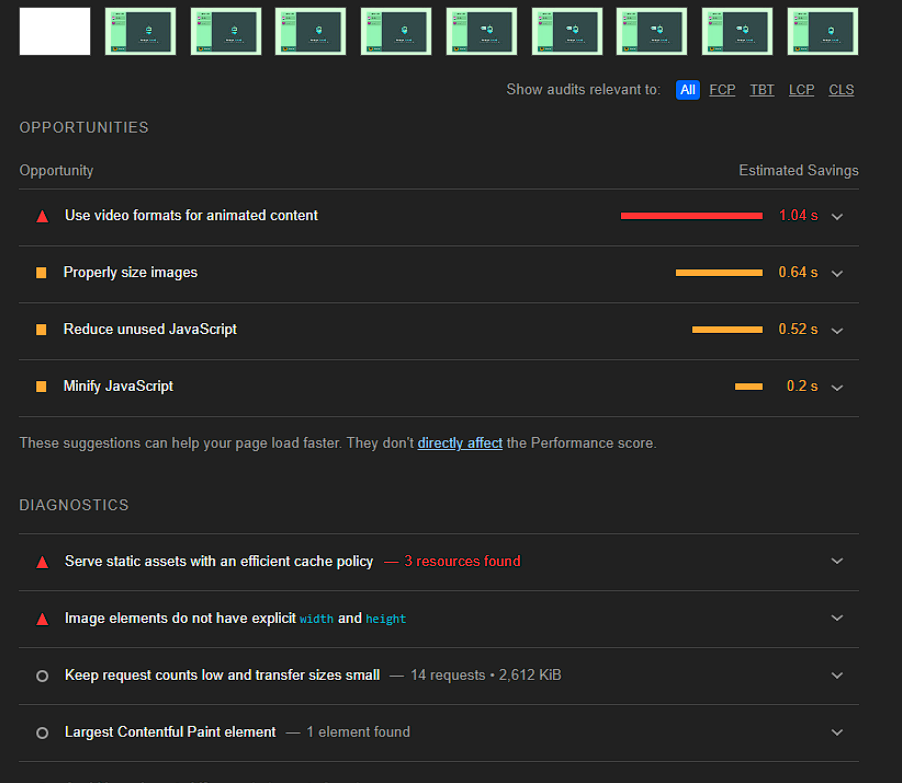 Show audits relevant to: All FCP TBT LCP CLS
OPPORTUNITIES
Opportunity Estimated Savings
Use video formats for animated content 1.04 s
Properly size images 0.64 s
Reduce unused JavaScript 0.52 s
Minify JavaScript 0.2 s
These suggestions can help your page load faster. They don't directly affect the Performance score.
DIAGNOSTICS
Serve static assets with an efficient cache policy — 3 resources found
Image elements do not have explicit width and height
Keep request counts low and transfer sizes small — 14 requests • 2,612 KiB
Largest Contentful Paint element — 1 element found